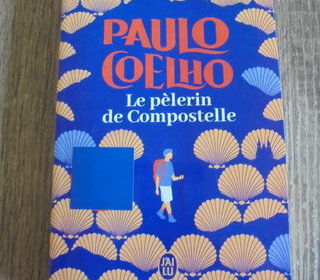 PAULO
COELHO
Le pèlerin
de Compostelle
J'AI
LU